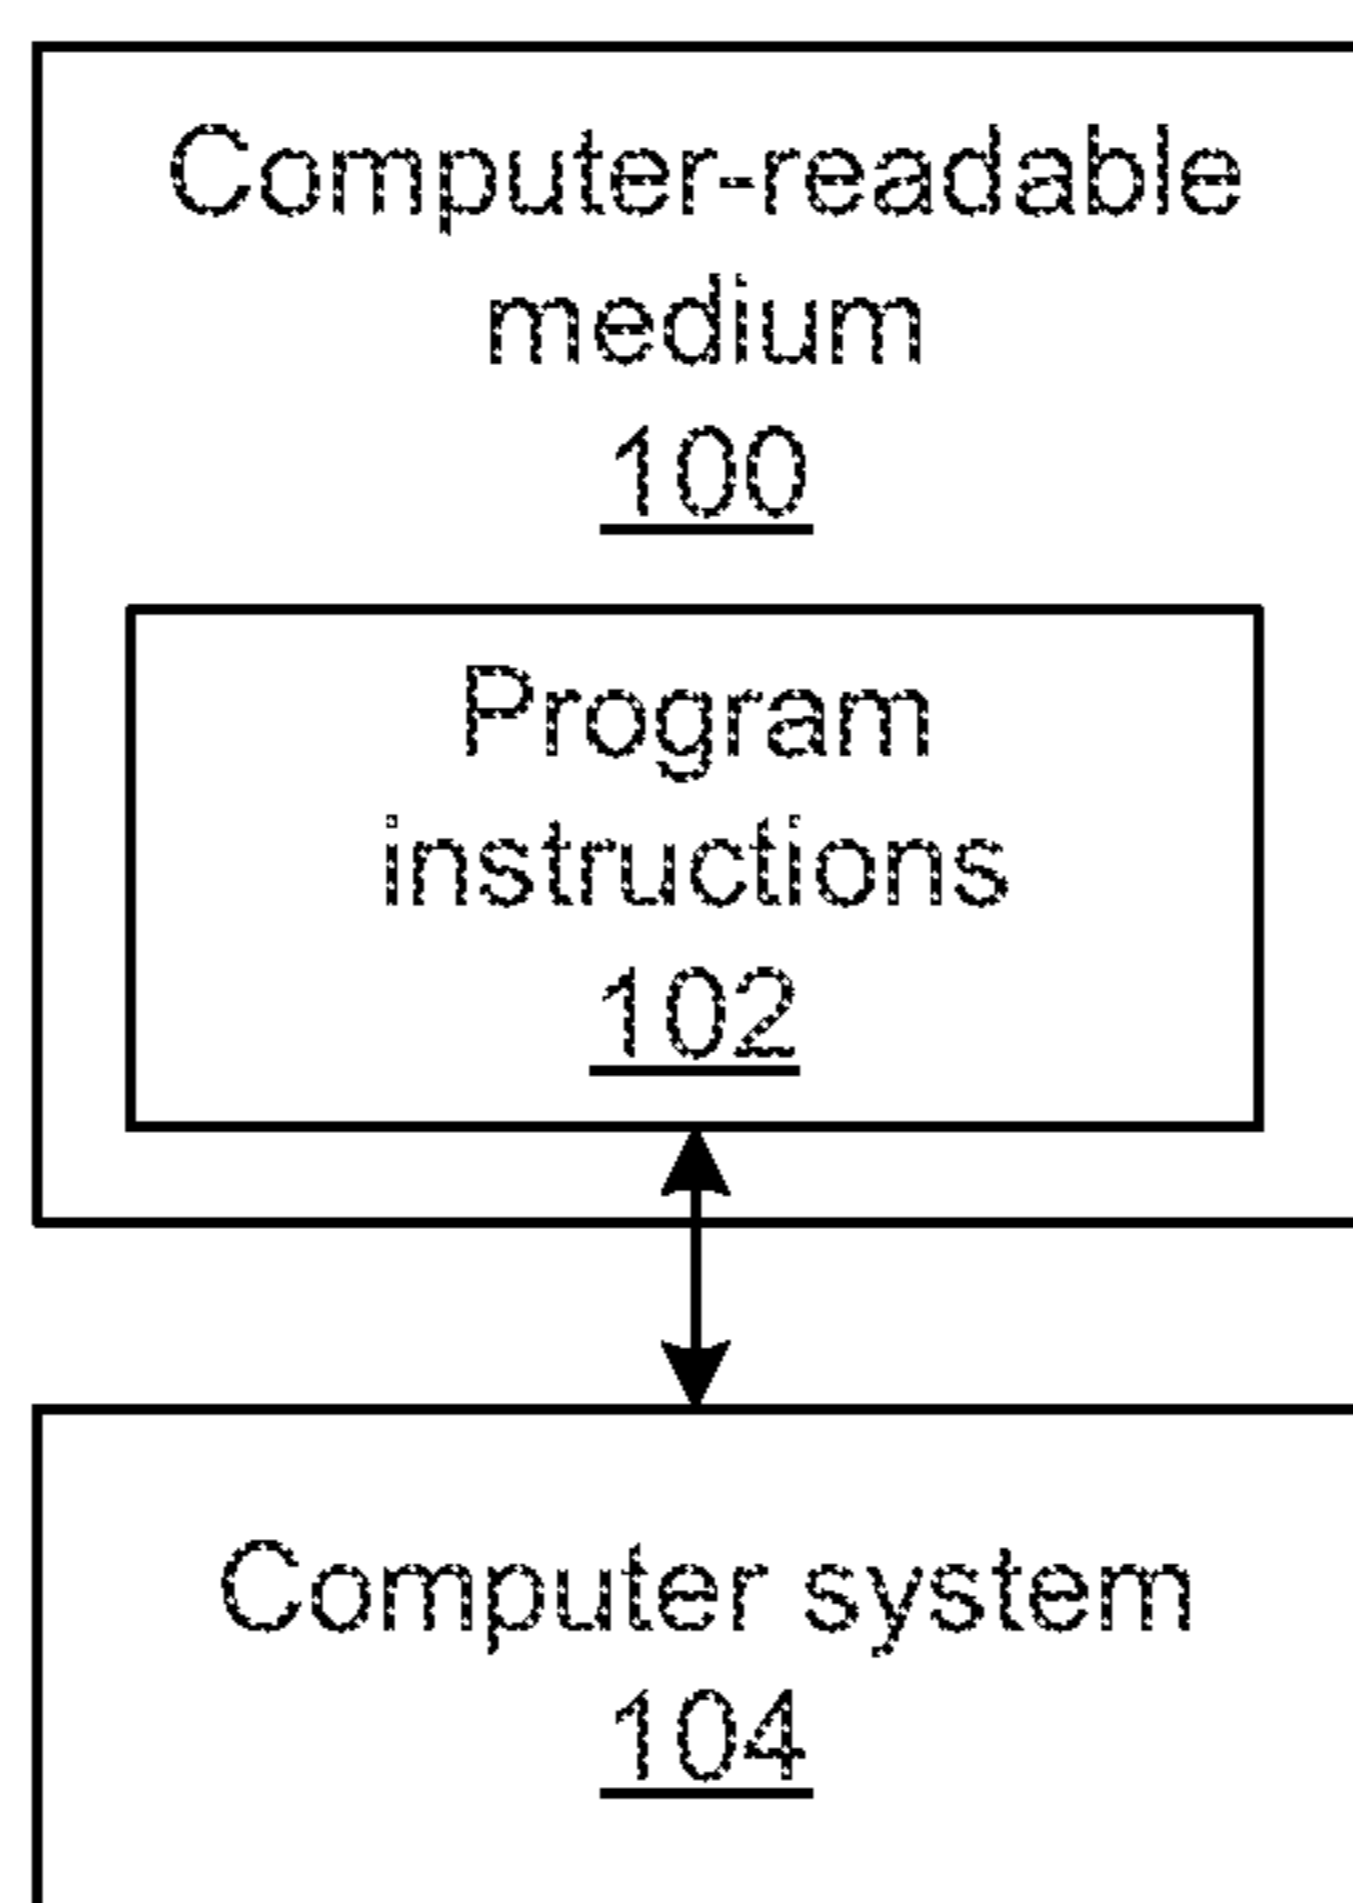 Computer-readable
medium
100
Program
instructions
102
Computer system
104